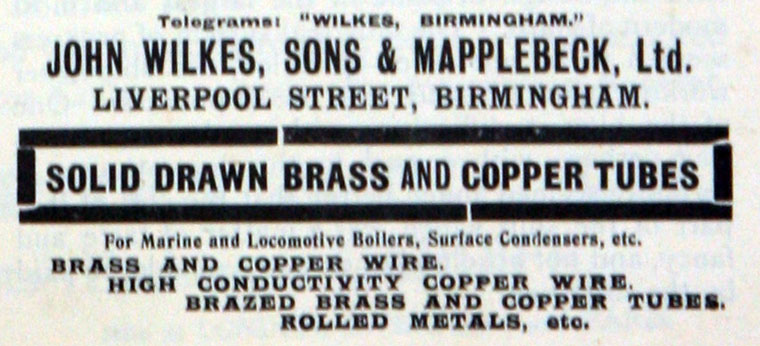 Telegrams: "WILKES, BIRMINGHAM."
JOHN WILKES, SONS & MAPPLEBECK, Ltd.
LIVERPOOL STREET, BIRMINGHAM.
SOLID DRAWN BRASS AND COPPER TUBES
For Marine and Locomotive Boilers, Surface Condensers, etc.
BRASS AND COPPER WIRE.
HIGH CONDUCTIVITY COPPER WIRE.
BRAZED BRASS AND COPPER TUBES.
ROLLED METALS, etc.